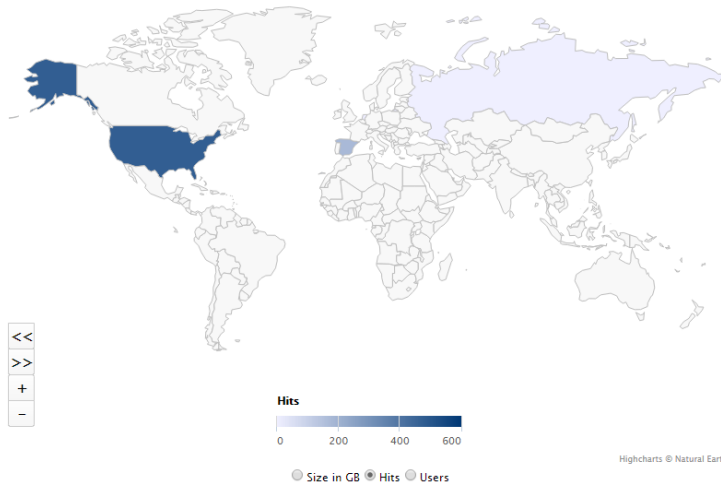 <<
>>
+
−
Hits
0 200 400 600
Highcharts © Natural Eart
Size in GB Hits Users